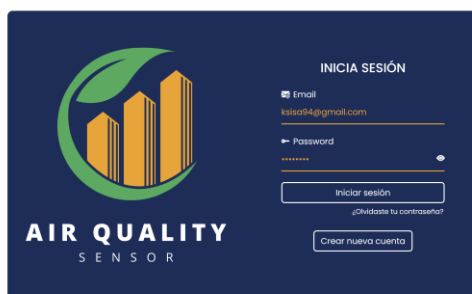 INICIA SESIÓN
Email
ksisa94@gmail.com
Password
********
Iniciar sesión
¿Olvidaste tu contraseña?
Crear nueva cuenta
AIR QUALITY
SENSOR